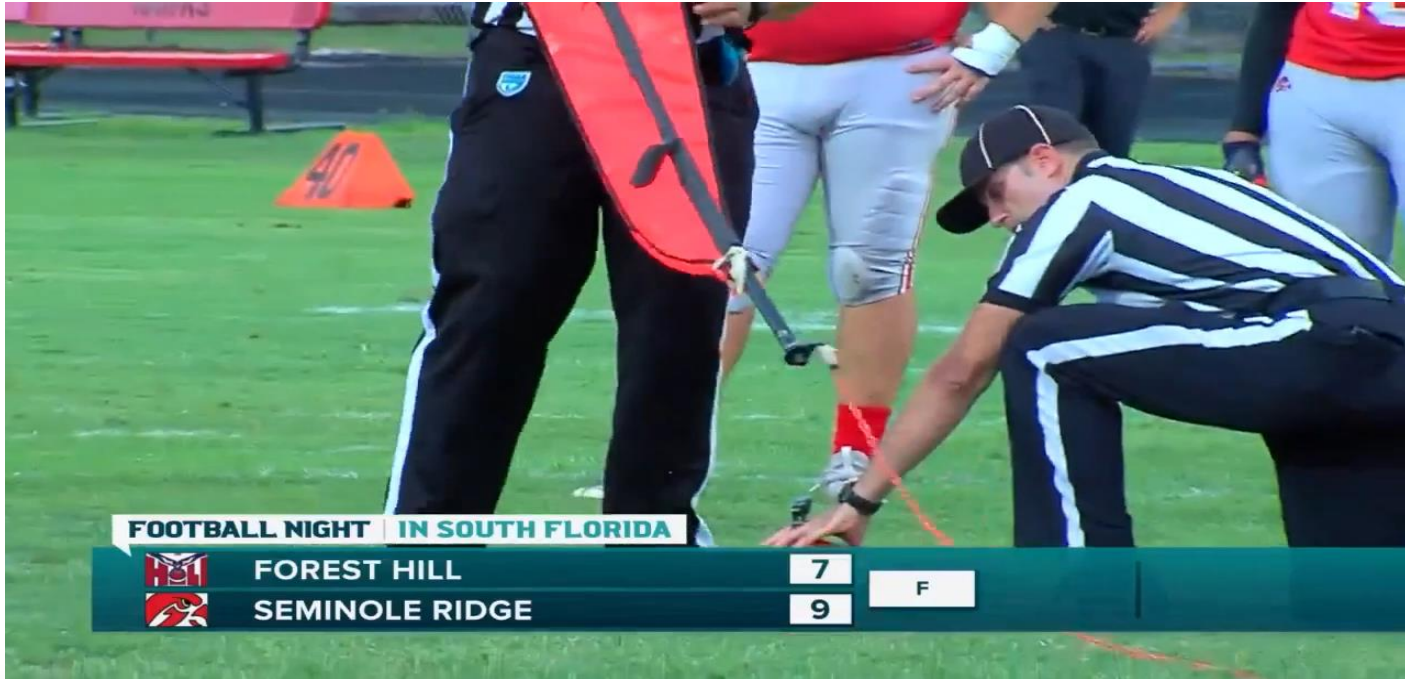 40
FOOTBALL NIGHT IN SOUTH FLORIDA
FOREST HILL 7
SEMINOLE RIDGE 9
F